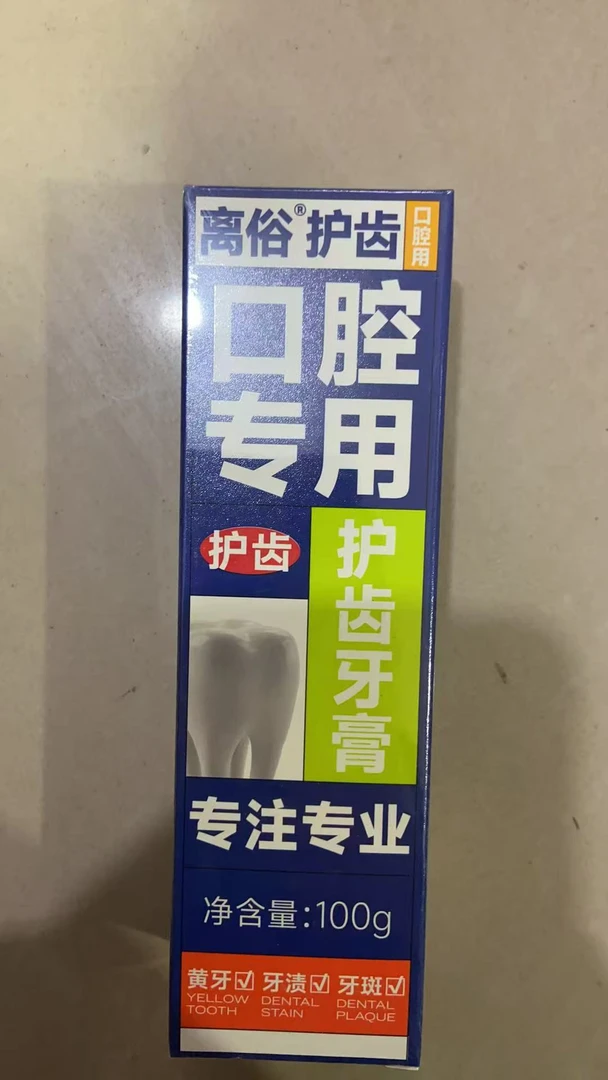 离俗®护齿
口腔用
口腔
专用
护齿
护齿牙膏
专注专业
净含量:100g
黄牙☑ 牙渍☑ 牙斑☑
YELLOW TOOTH
DENTAL STAIN
DENTAL PLAQUE